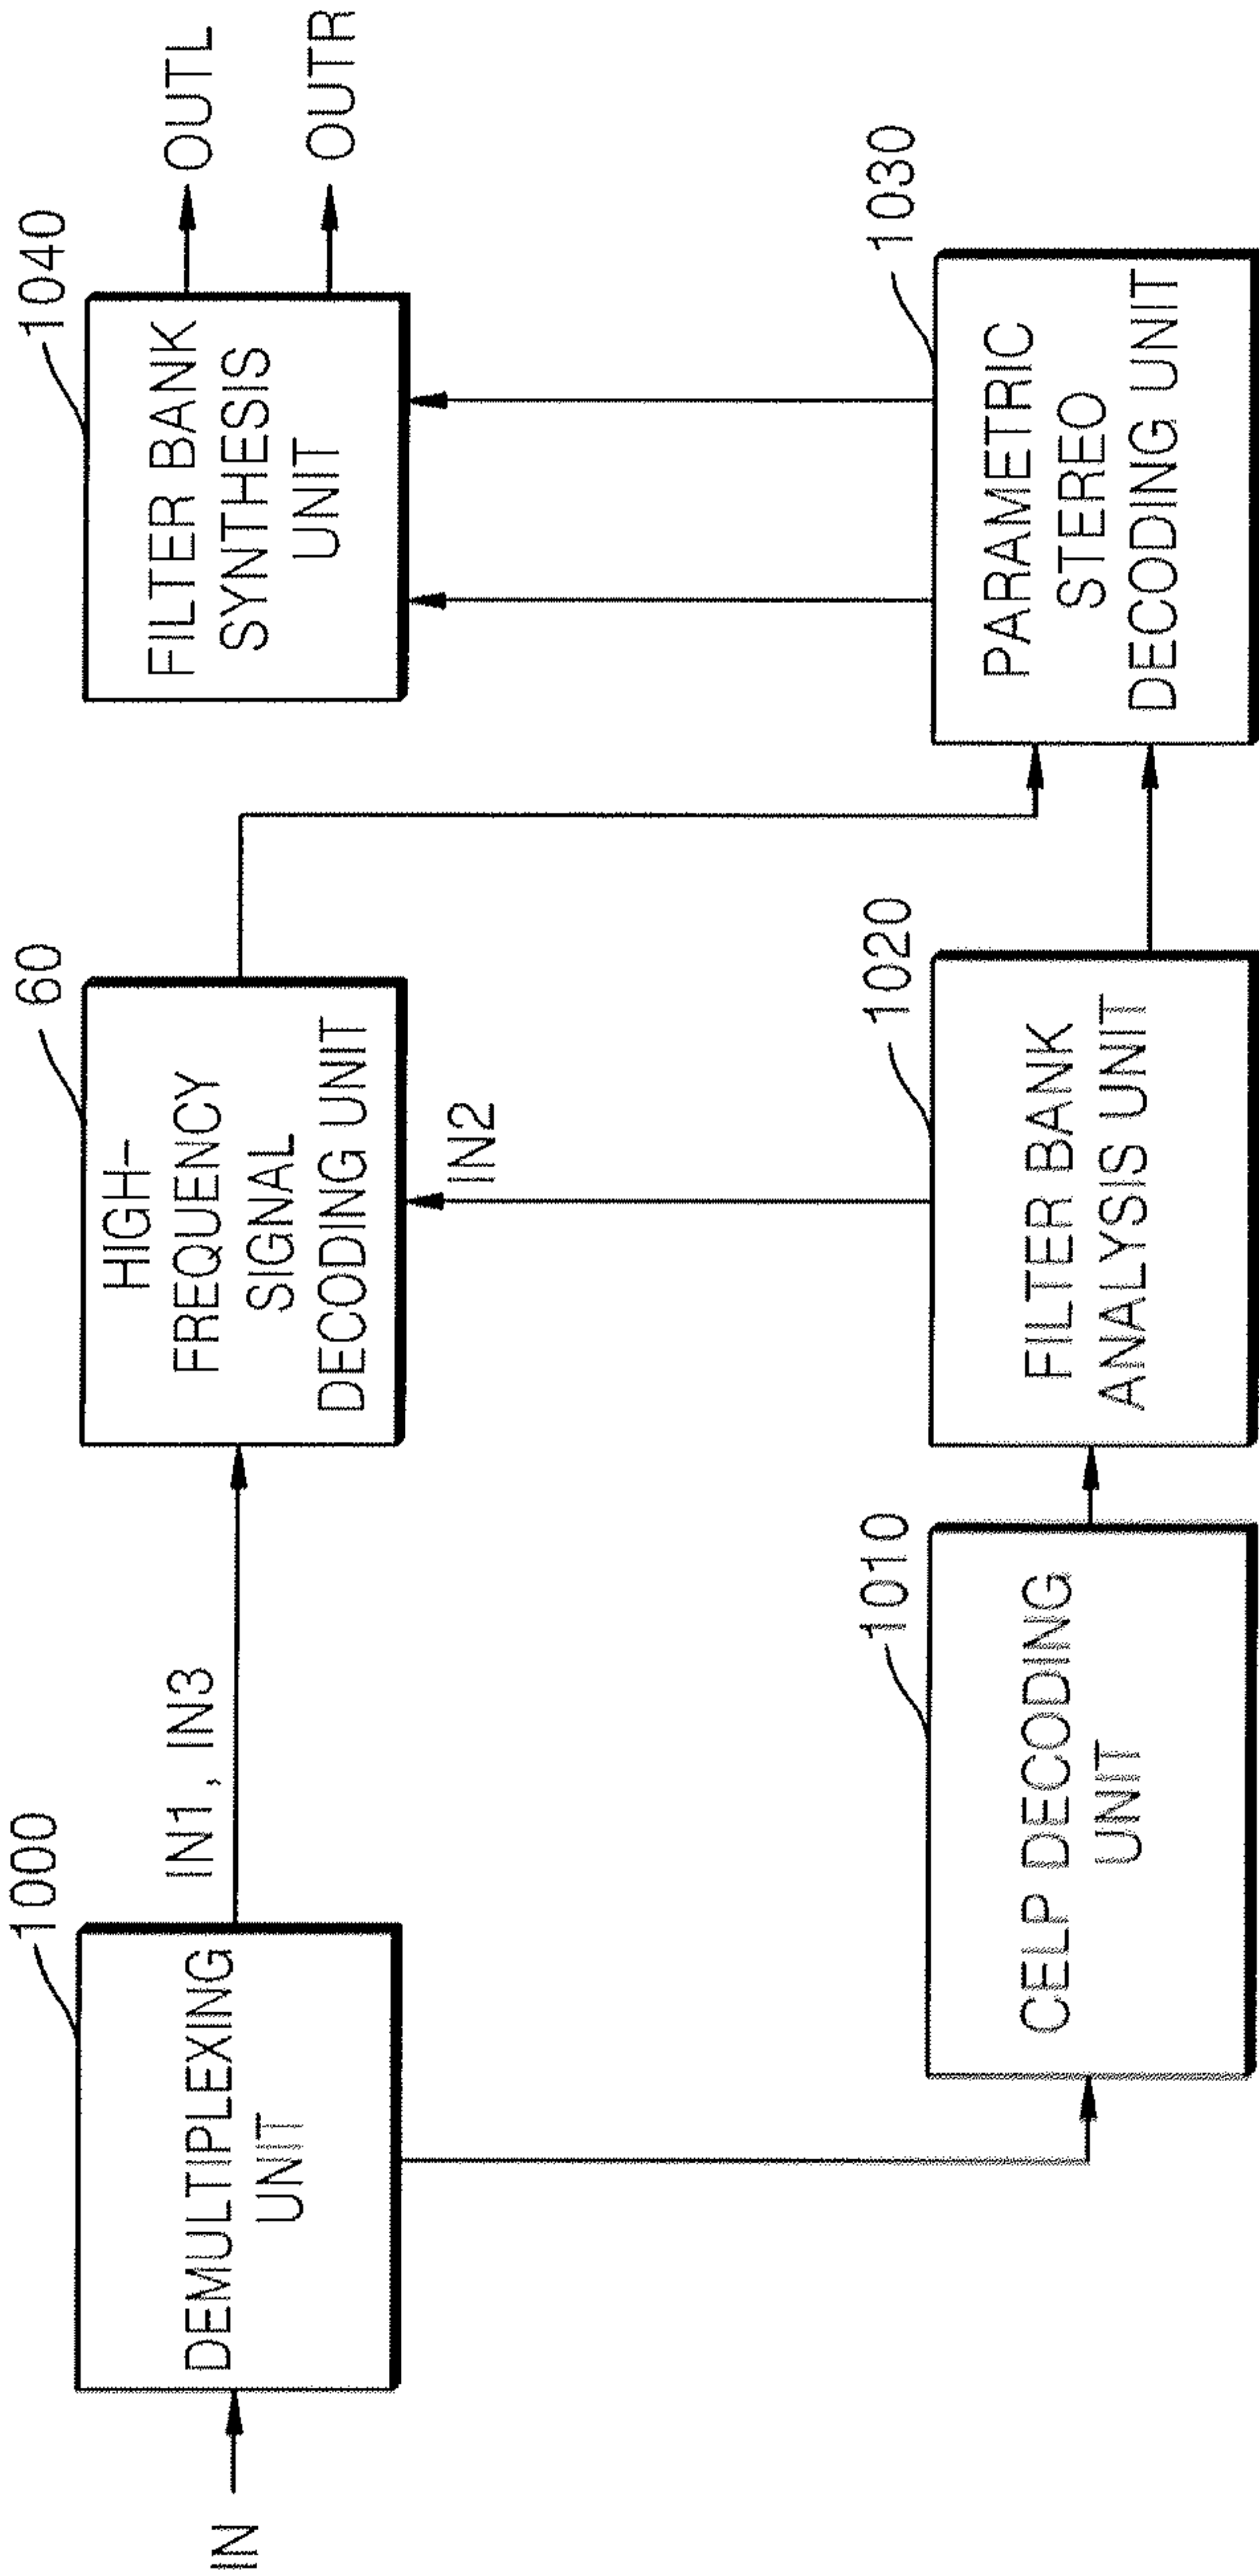 IN
1000
DEMULTIPLEXING
UNIT
IN1, IN3
60
HIGH-
FREQUENCY
SIGNAL
DECODING UNIT
IN2
1040
FILTER BANK
SYNTHESIS
UNIT
OUTL
OUTR
1010
CELP DECODING
UNIT
1020
FILTER BANK
ANALYSIS UNIT
1030
PARAMETRIC
STEREO
DECODING UNIT